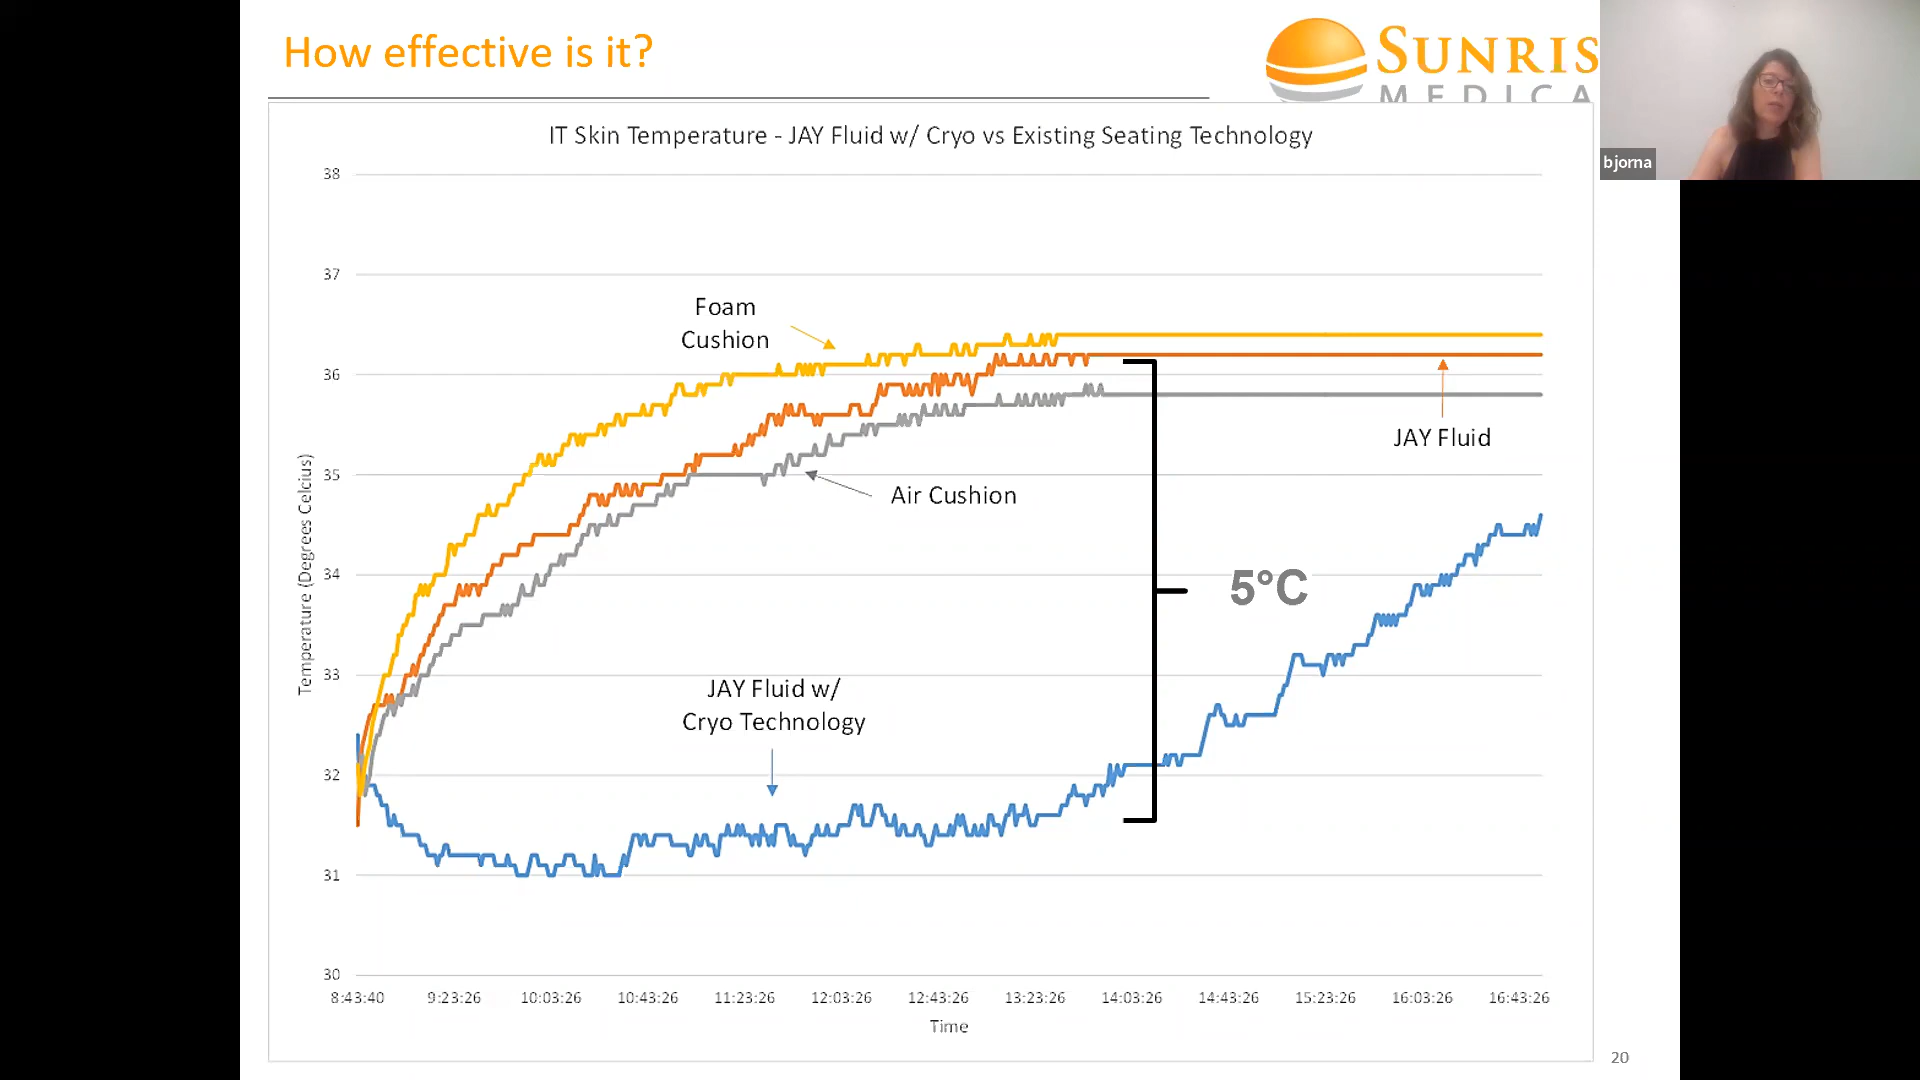 How effective is it?
SUNRIS
MEDICA
bjorna
IT Skin Temperature - JAY Fluid w/ Cryo vs Existing Seating Technology
38
37
36
35
34
33
32
31
30
Temperature (Degrees Celcius)
Foam
Cushion
JAY Fluid
Air Cushion
5°C
JAY Fluid w/
Cryo Technology
8:43:40 9:23:26 10:03:26 10:43:26 11:23:26 12:03:26 12:43:26 13:23:26 14:03:26 14:43:26 15:23:26 16:03:26 16:43:26
Time
20